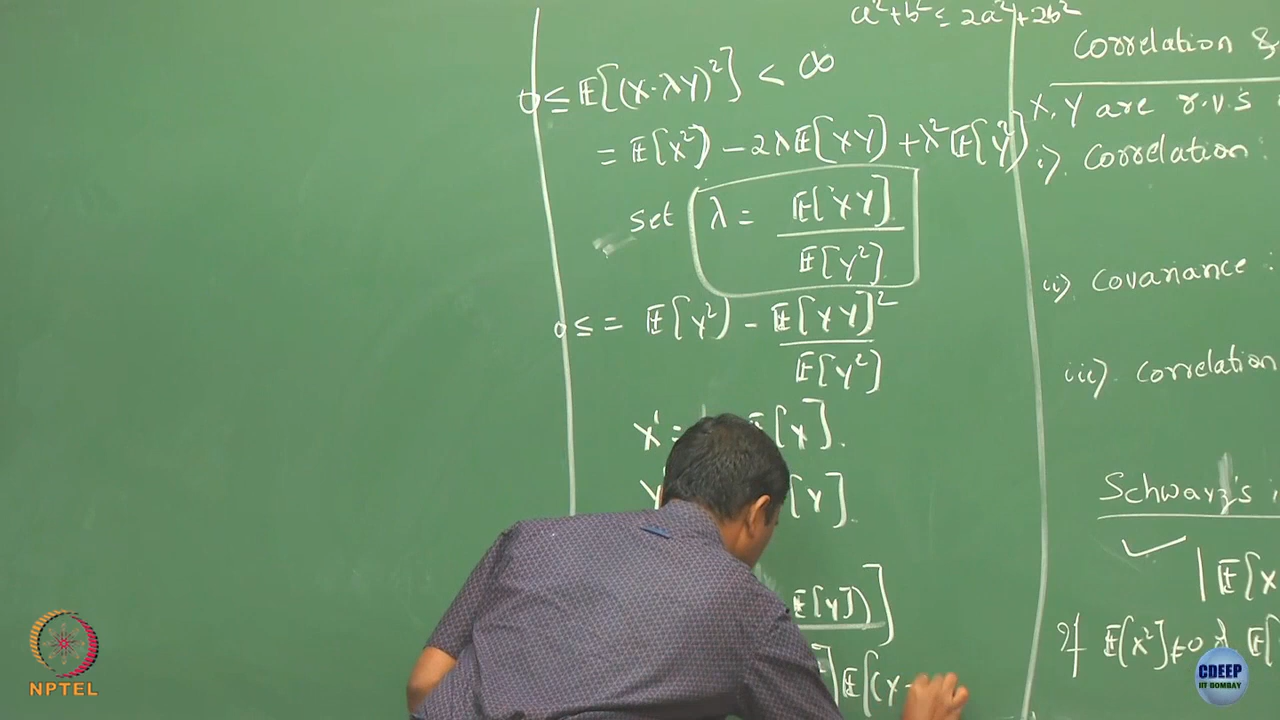 a²+b² ≤ 2a²+2b²
0 ≤ 𝔼[(X-λY)²] < ∞
= 𝔼[X²] - 2λ𝔼[XY] + λ²𝔼[Y²]
set λ = 𝔼[XY] / 𝔼[Y²]
0 ≤ = 𝔼[Y²] - 𝔼[XY]² / 𝔼[Y²]
X' = 𝔼[X].
[Y].
𝔼[Y])]
] 𝔼[(Y-
Correlation &
X, Y are r.v.s
i). Correlation:
ii). Covariance:
iii). Correlation
Schwarz's
✓ |𝔼[X
If 𝔼[X²] ≠ 0 & 𝔼[
NPTEL
CDEEP
IIT BOMBAY